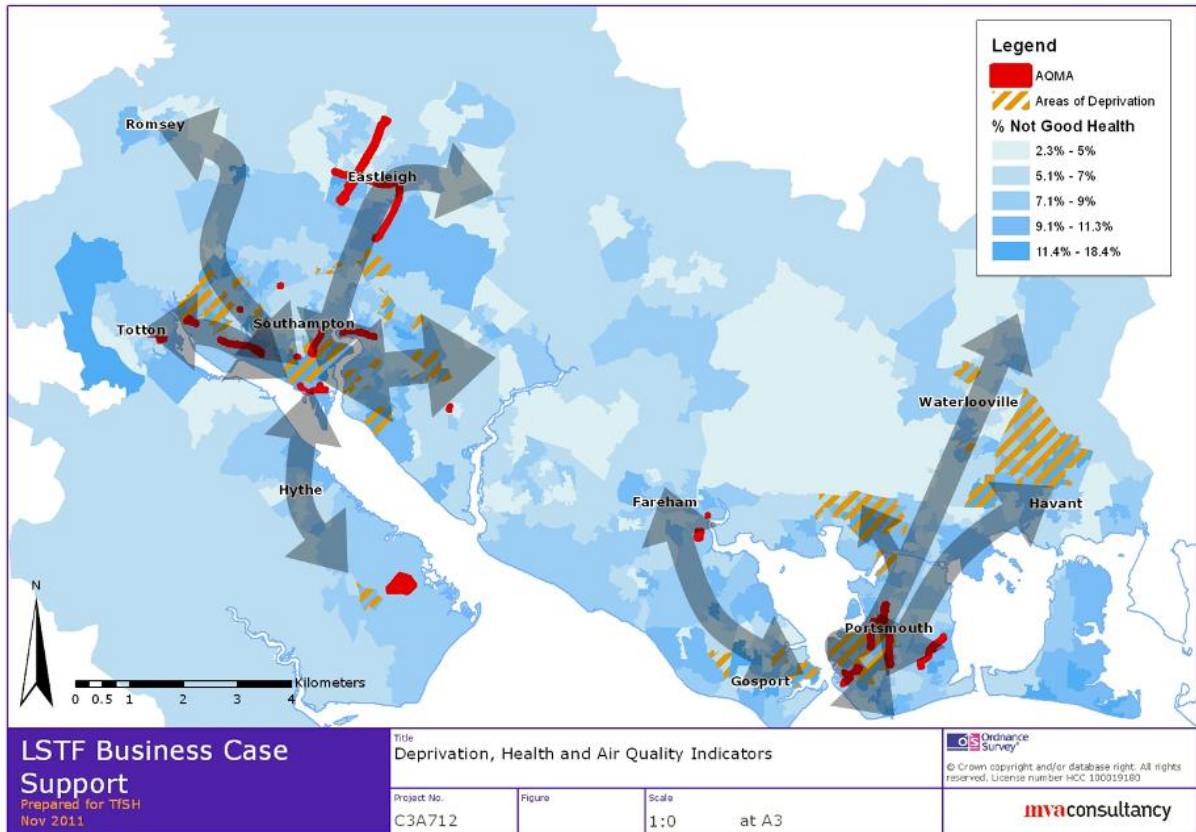 Legend
AQMA
Areas of Deprivation
% Not Good Health
2.3% - 5%
5.1% - 7%
7.1% - 9%
9.1% - 11.3%
11.4% - 18.4%
Romsey
Eastleigh
Totton
Southampton
Waterlooville
Hythe
Fareham
Havant
Portsmouth
Gosport
N
Kilometers
0 0.5 1 2 3 4
LSTF Business Case
Support
Prepared for TfSH
Nov 2011
Title
Deprivation, Health and Air Quality Indicators
Project No.
C3A712
Figure
Scale
1:0 at A3
OS Ordnance
Survey®
© Crown copyright and/or database right. All rights
reserved. License number HCC 100019180
mvaconsultancy